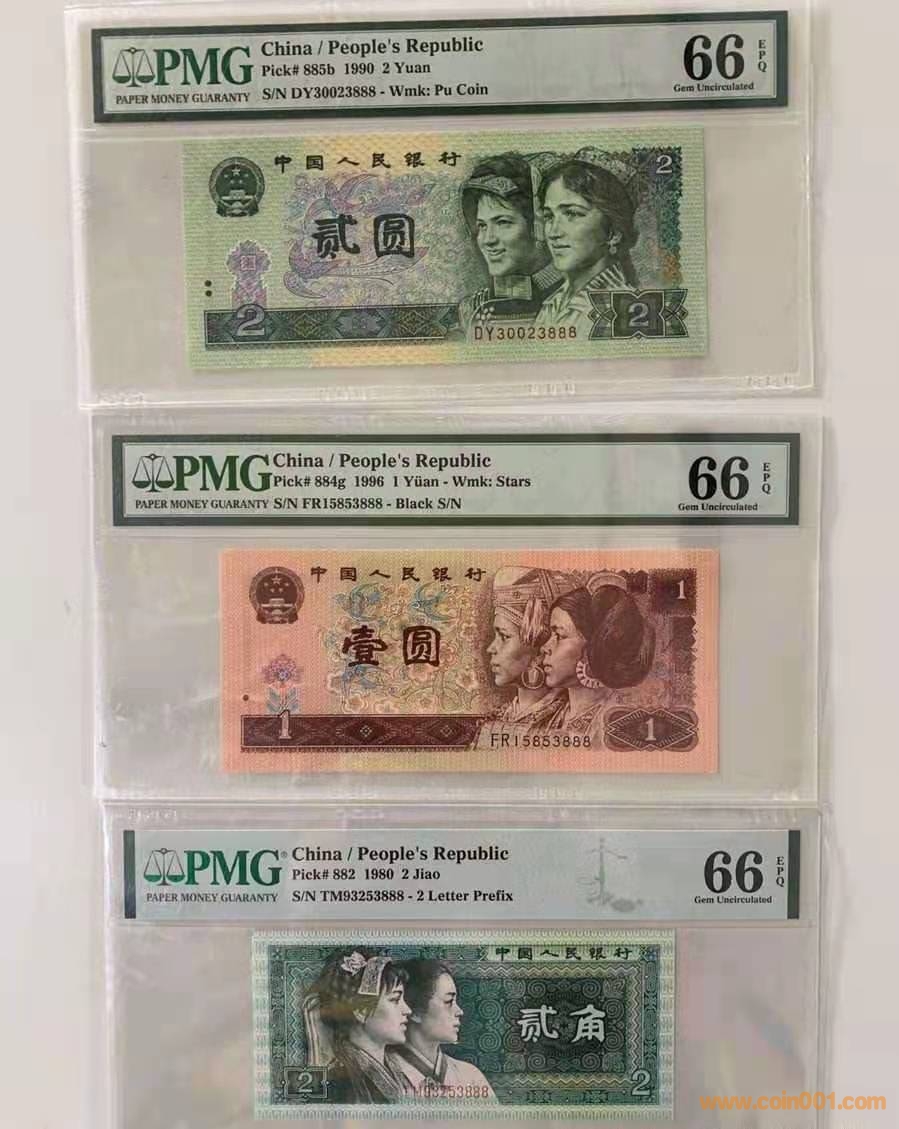 PMG
PAPER MONEY GUARANTY
China / People's Republic
Pick# 885b 1990 2 Yuan
S/N DY30023888 - Wmk: Pu Coin
66 EPQ
Gem Uncirculated
中国人民银行
2
贰圆
2
2
DY30023888
PMG
PAPER MONEY GUARANTY
China / People's Republic
Pick# 884g 1996 1 Yüan - Wmk: Stars
S/N FR15853888 - Black S/N
66 EPQ
Gem Uncirculated
中国人民银行
1
壹圆
1
1
FR15853888
PMG®
PAPER MONEY GUARANTY
China / People's Republic
Pick# 882 1980 2 Jiao
S/N TM93253888 - 2 Letter Prefix
66 EPQ
Gem Uncirculated
中国人民银行
贰角
2
TM93253888
2
www.coin001.com